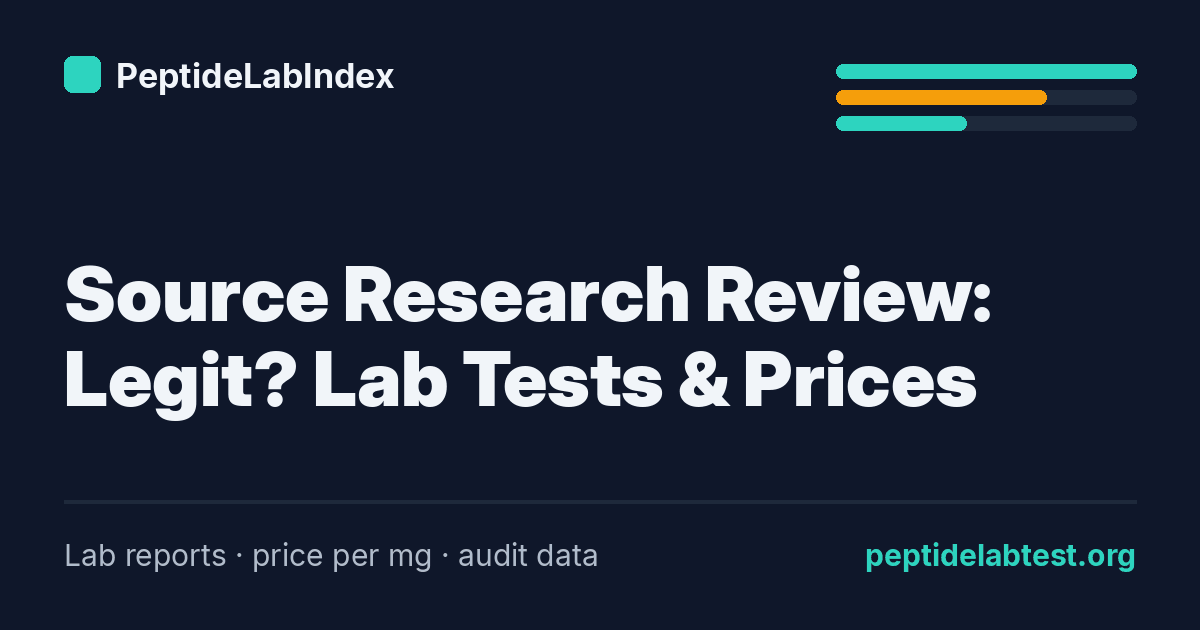 PeptideLabIndex
Source Research Review:
Legit? Lab Tests & Prices
Lab reports · price per mg · audit data
peptidelabtest.org